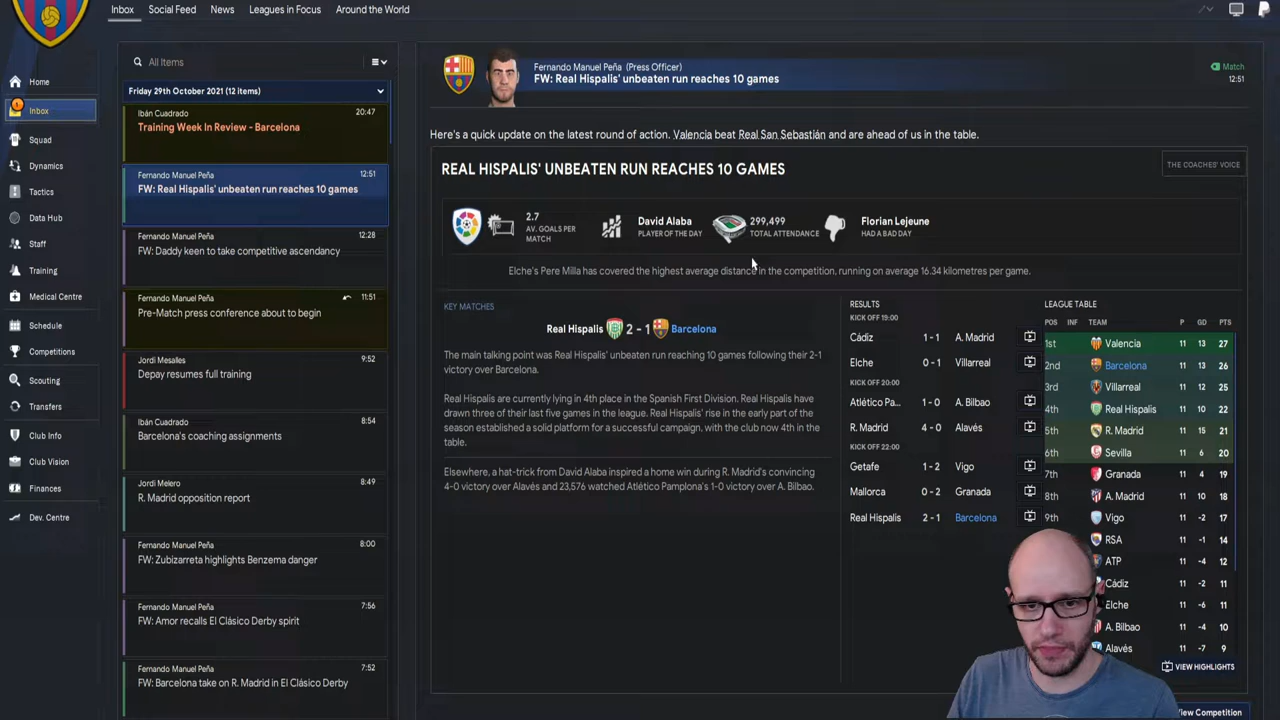 Inbox
Social Feed
News
Leagues in Focus
Around the World
Home
Inbox
Squad
Dynamics
Tactics
Data Hub
Staff
Training
Medical Centre
Schedule
Competitions
Scouting
Transfers
Club Info
Club Vision
Finances
Dev. Centre
All Items
Friday 29th October 2021 (12 items)
Ibán Cuadrado 20:47
Training Week In Review - Barcelona
Fernando Manuel Peña 12:51
FW: Real Hispalis' unbeaten run reaches 10 games
Fernando Manuel Peña 12:28
FW: Daddy keen to take competitive ascendancy
Fernando Manuel Peña 11:51
Pre-Match press conference about to begin
Jordi Mesalles 9:52
Depay resumes full training
Ibán Cuadrado 8:54
Barcelona's coaching assignments
Jordi Melero 8:49
R. Madrid opposition report
Fernando Manuel Peña 8:00
FW: Zubizarreta highlights Benzema danger
Fernando Manuel Peña 7:56
FW: Amor recalls El Clásico Derby spirit
Fernando Manuel Peña 7:52
FW: Barcelona take on R. Madrid in El Clásico Derby
Fernando Manuel Peña (Press Officer)
FW: Real Hispalis' unbeaten run reaches 10 games
Match
12:51
Here's a quick update on the latest round of action. Valencia beat Real San Sebastián and are ahead of us in the table.
REAL HISPALIS' UNBEATEN RUN REACHES 10 GAMES
THE COACHES' VOICE
2.7
AV. GOALS PER
MATCH
David Alaba
PLAYER OF THE DAY
299,499
TOTAL ATTENDANCE
Florian Lejeune
HAD A BAD DAY
Elche's Pere Milla has covered the highest average distance in the competition, running on average 16.34 kilometres per game.
KEY MATCHES
Real Hispalis 2 - 1 Barcelona
The main talking point was Real Hispalis' unbeaten run reaching 10 games following their 2-1
victory over Barcelona.
Real Hispalis are currently lying in 4th place in the Spanish First Division. Real Hispalis have
drawn three of their last five games in the league. Real Hispalis' rise in the early part of the
season established a solid platform for a successful campaign, with the club now 4th in the
table.
Elsewhere, a hat-trick from David Alaba inspired a home win during R. Madrid's convincing
4-0 victory over Alavés and 23,576 watched Atlético Pamplona's 1-0 victory over A. Bilbao.
RESULTS
KICK OFF 19:00
Cádiz 1 - 1 A. Madrid
Elche 0 - 1 Villarreal
KICK OFF 20:00
Atlético Pa... 1 - 0 A. Bilbao
R. Madrid 4 - 0 Alavés
KICK OFF 22:00
Getafe 1 - 2 Vigo
Mallorca 0 - 2 Granada
Real Hispalis 2 - 1 Barcelona
LEAGUE TABLE
POS INF TEAM P GD PTS
1st Valencia 11 13 27
2nd Barcelona 11 13 26
3rd Villarreal 11 12 25
4th Real Hispalis 11 10 22
5th R. Madrid 11 15 21
6th Sevilla 11 6 20
7th Granada 11 4 19
8th A. Madrid 11 10 18
9th Vigo 11 -2 17
RSA 11 -1 14
ATP 11 -4 12
Cádiz 11 -2 11
Elche 11 -6 11
A. Bilbao 11 -4 10
Alavés 11 -7 9
VIEW HIGHLIGHTS
View Competition